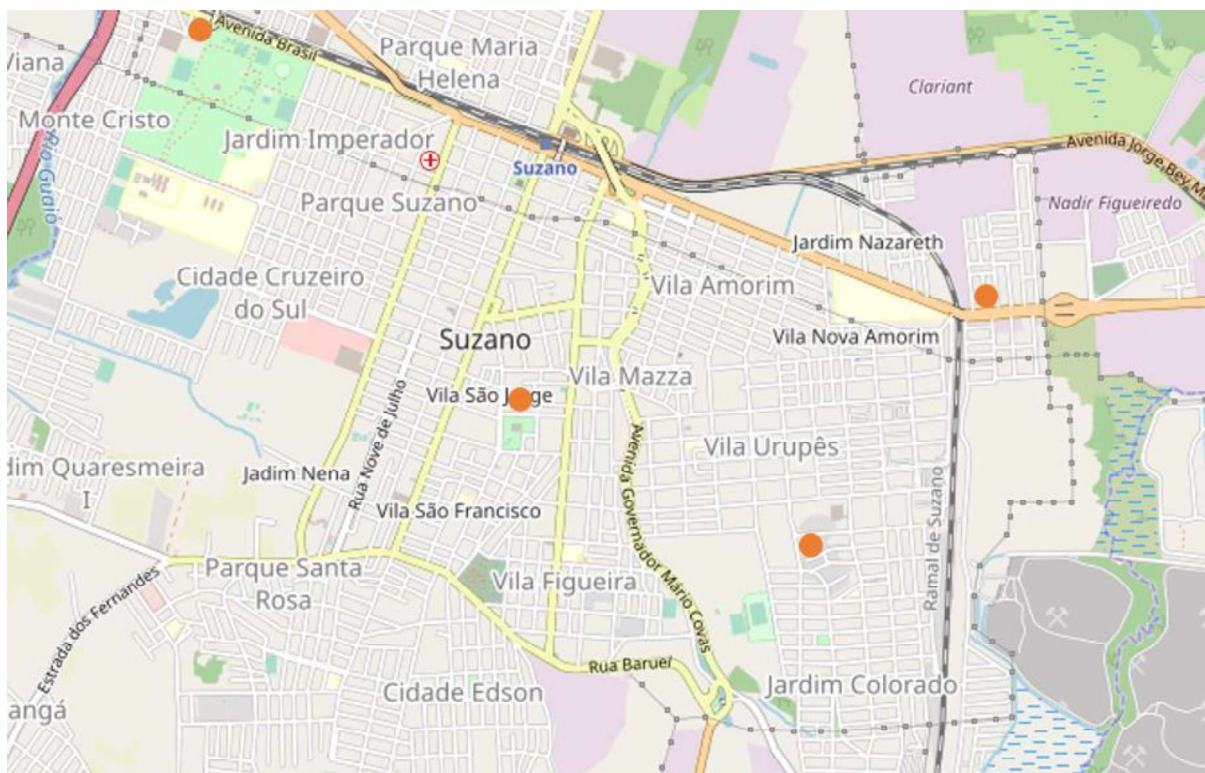 Avenida Brasil
Parque Maria
Helena
Viana
Clariant
Monte Cristo
Rio Guaió
Jardim Imperador
Suzano
Avenida Jorge Bey M
Parque Suzano
Nadir Figueiredo
Jardim Nazareth
Cidade Cruzeiro
do Sul
Vila Amorim
Suzano
Vila Nova Amorim
Vila Mazza
Vila São J ge
Rua Nove de Julho
Avenida Governador Mario Covas
Vila Urupês
dim Quaresmeira
I
Jadim Nena
Ramal de Suzano
Vila São Francisco
Parque Santa
Rosa
Vila Figueira
Estrada dos Fernandes
Rua Baruel
Cidade Edson
Jardim Colorado
angá